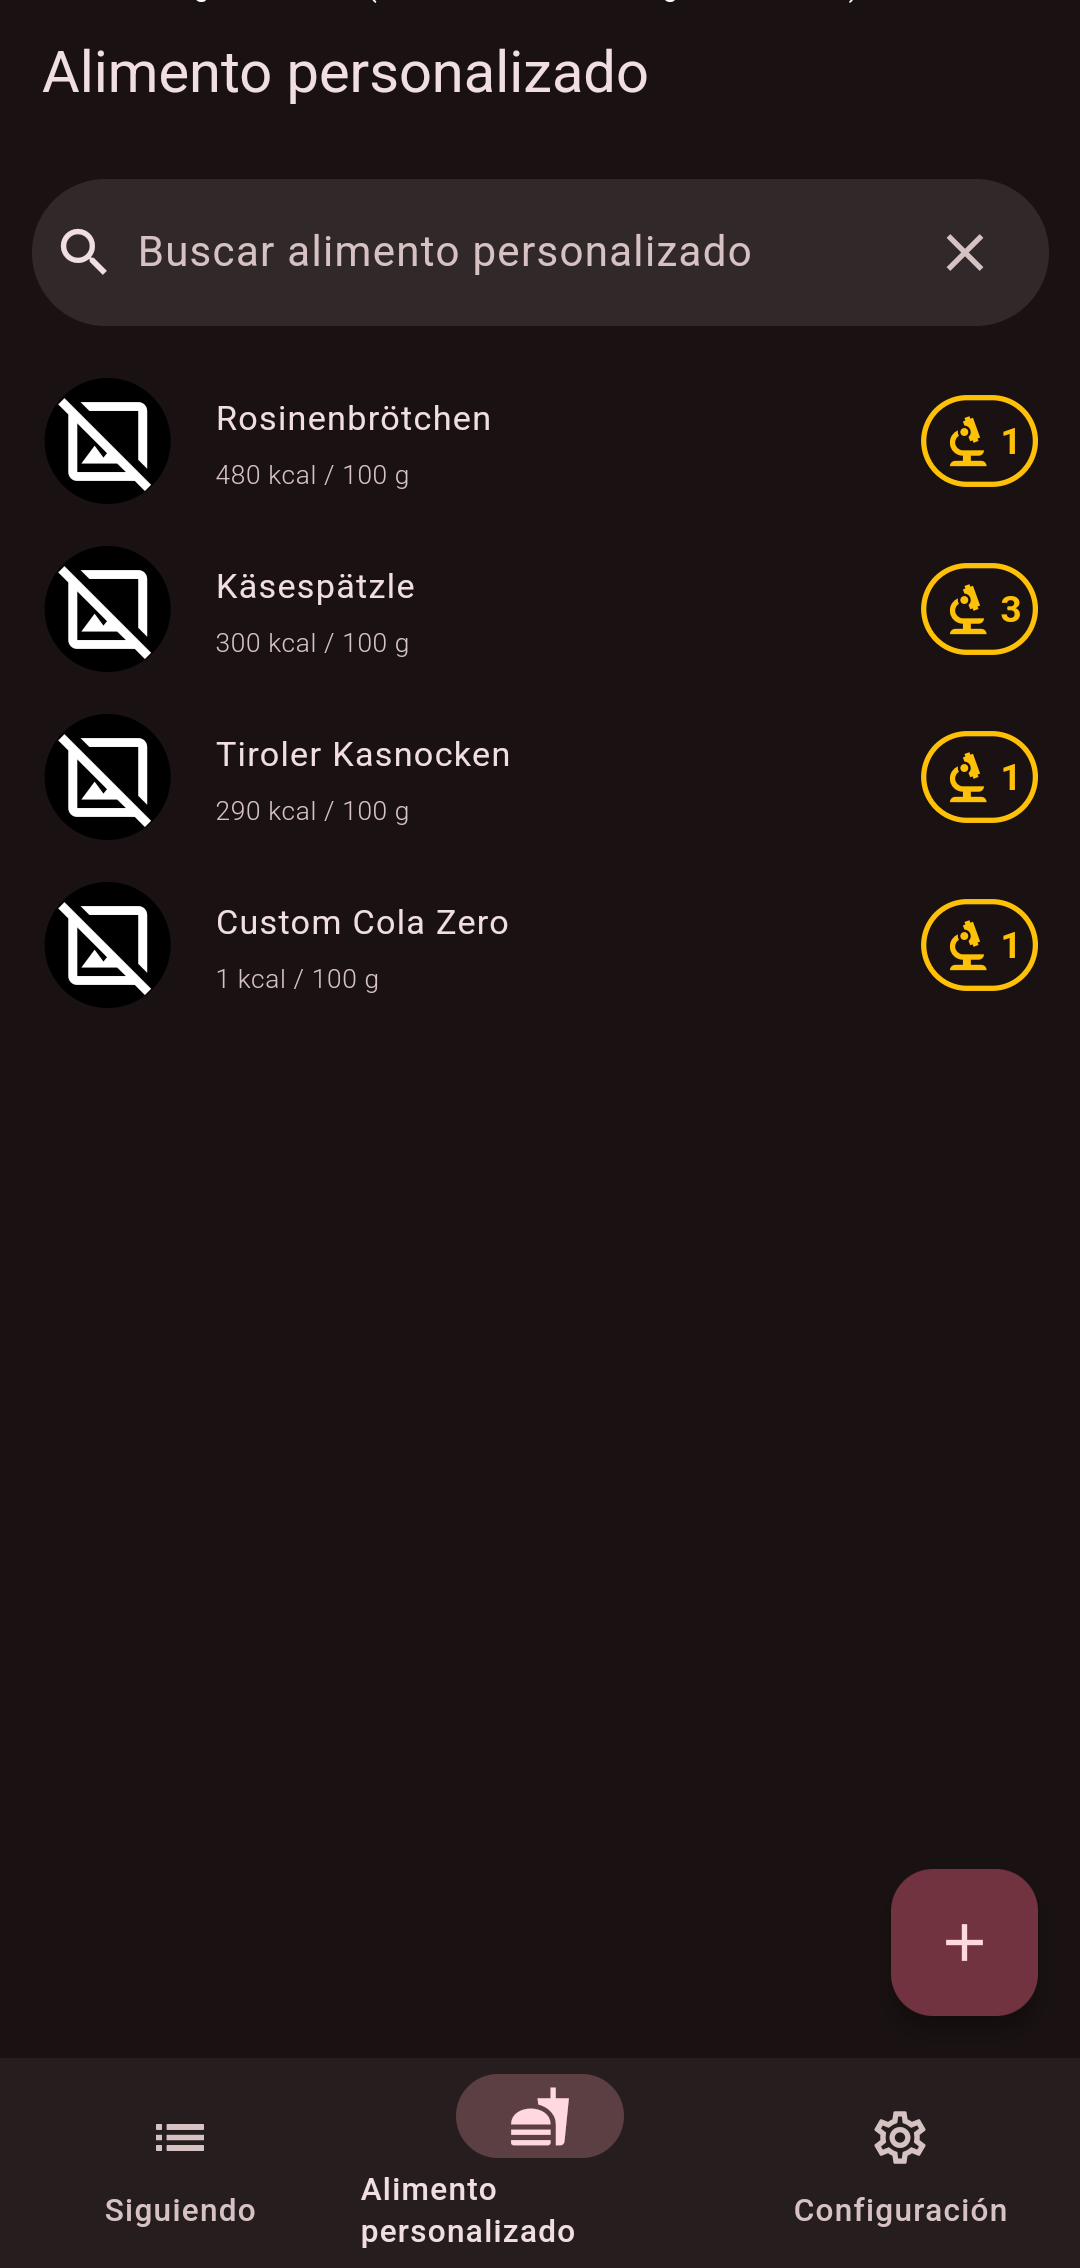 Alimento personalizado
Buscar alimento personalizado
Rosinenbrötchen
480 kcal / 100 g
1
Käsespätzle
300 kcal / 100 g
3
Tiroler Kasnocken
290 kcal / 100 g
1
Custom Cola Zero
1 kcal / 100 g
1
Siguiendo
Alimento
personalizado
Configuración